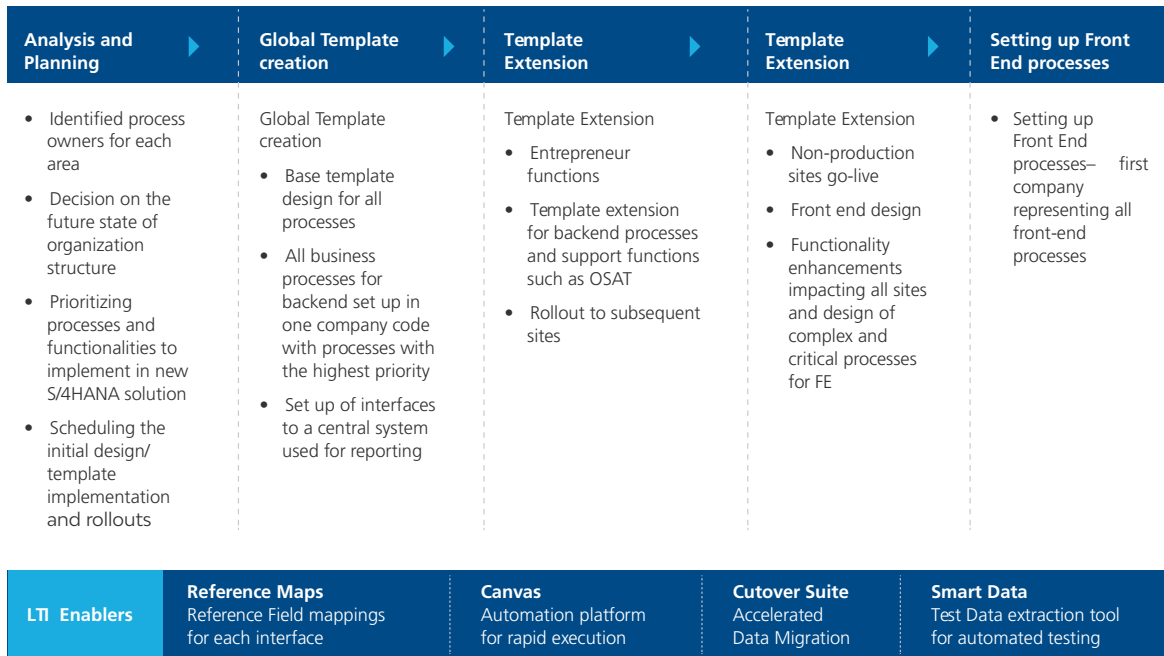 Analysis and
Planning
Global Template
creation
Template
Extension
Template
Extension
Setting up Front
End processes
• Identified process
owners for each
area
• Decision on the
future state of
organization
structure
• Prioritizing
processes and
functionalities to
implement in new
S/4HANA solution
• Scheduling the
initial design/
template
implementation
and rollouts
Global Template
creation
• Base template
design for all
processes
• All business
processes for
backend set up in
one company code
with processes with
the highest priority
• Set up of interfaces
to a central system
used for reporting
Template Extension
• Entrepreneur
functions
• Template extension
for backend processes
and support functions
such as OSAT
• Rollout to subsequent
sites
Template Extension
• Non-production
sites go-live
• Front end design
• Functionality
enhancements
impacting all sites
and design of
complex and
critical processes
for FE
• Setting up
Front End
processes– first
company
representing all
front-end
processes
LTI Enablers
Reference Maps
Reference Field mappings
for each interface
Canvas
Automation platform
for rapid execution
Cutover Suite
Accelerated
Data Migration
Smart Data
Test Data extraction tool
for automated testing